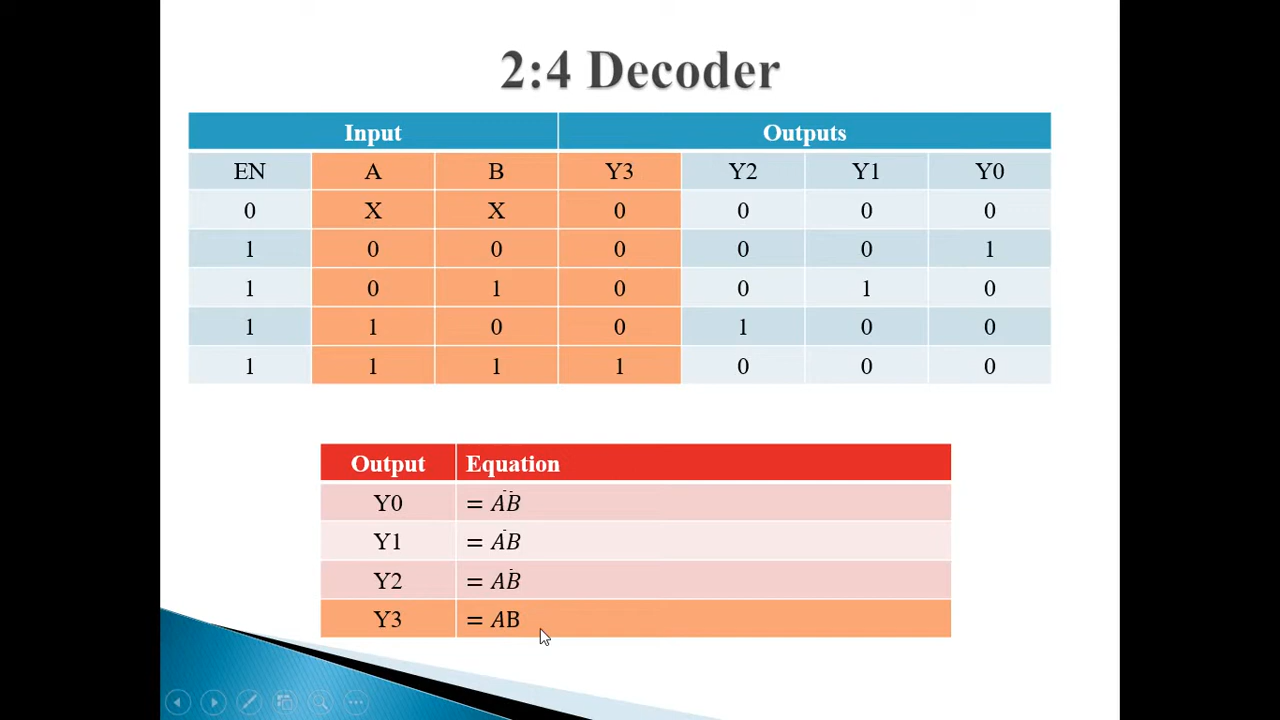 2:4 Decoder
Input Outputs
EN A B Y3 Y2 Y1 Y0
0 X X 0 0 0 0
1 0 0 0 0 0 1
1 0 1 0 0 1 0
1 1 0 0 1 0 0
1 1 1 1 0 0 0
Output Equation
Y0 = A̅B̅
Y1 = A̅B
Y2 = AB̅
Y3 = AB